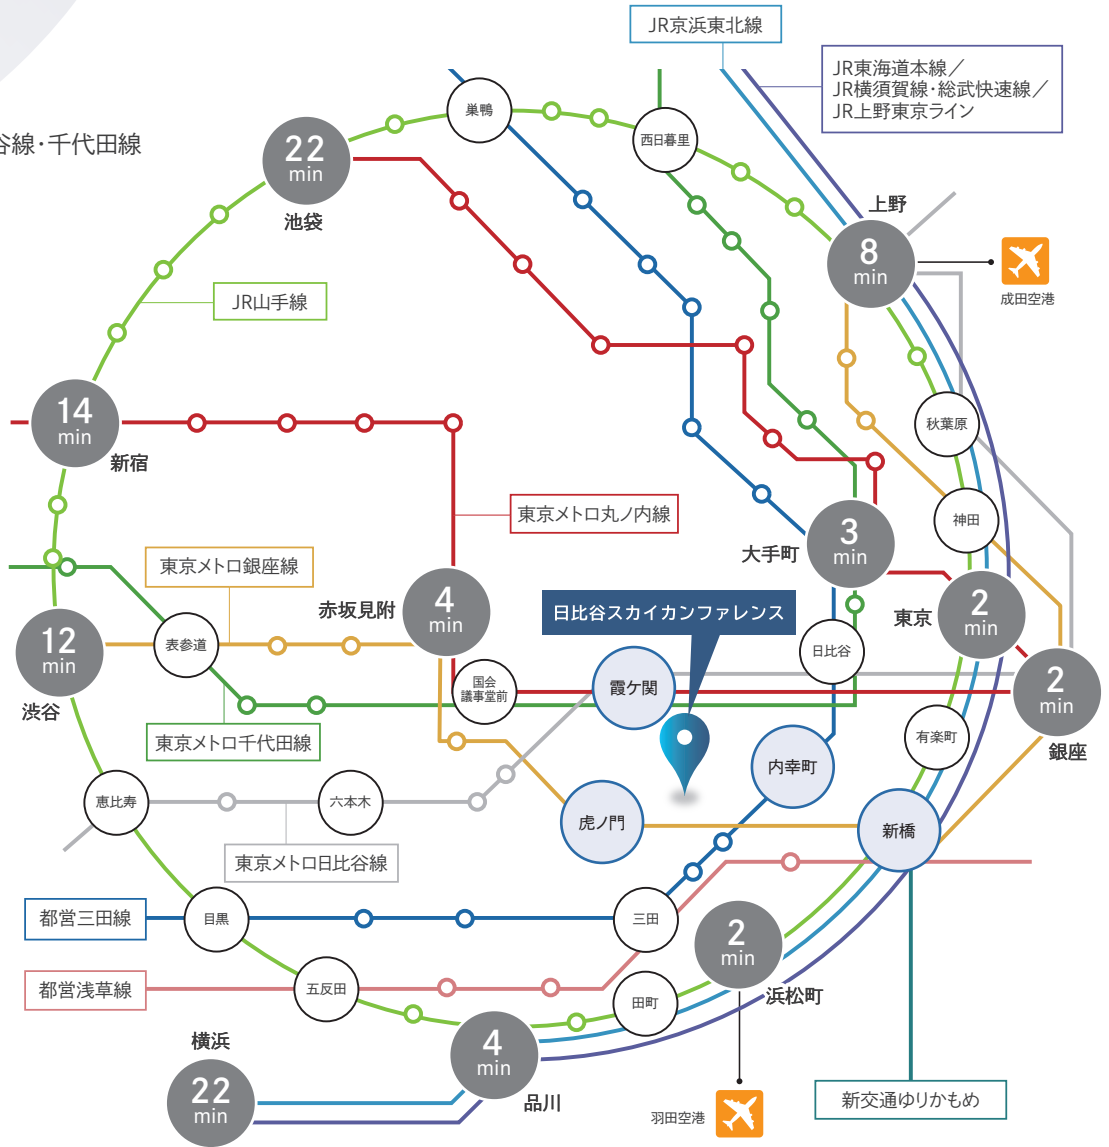 JR京浜東北線
JR東海道本線／
JR横須賀線・総武快速線／
JR上野東京ライン
谷線・千代田線
巣鴨
西日暮里
22
min
池袋
上野
8
min
成田空港
JR山手線
14
min
新宿
秋葉原
神田
東京メトロ丸ノ内線
大手町
3
min
東京メトロ銀座線
赤坂見附
4
min
日比谷スカイカンファレンス
東京
2
min
12
min
渋谷
表参道
日比谷
国会
議事堂前
霞ケ関
2
min
銀座
東京メトロ千代田線
有楽町
内幸町
恵比寿
六本木
虎ノ門
新橋
東京メトロ日比谷線
都営三田線
目黒
三田
2
min
浜松町
都営浅草線
五反田
田町
横浜
22
min
4
min
品川
羽田空港
新交通ゆりかもめ